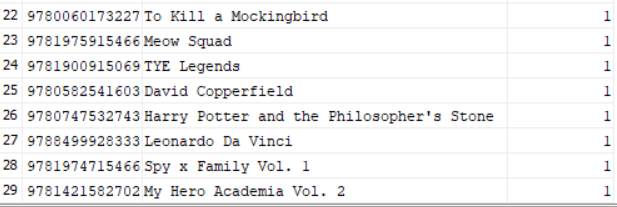 22 9780060173227 To Kill a Mockingbird 1
23 9781975915466 Meow Squad 1
24 9781900915069 TYE Legends 1
25 9780582541603 David Copperfield 1
26 9780747532743 Harry Potter and the Philosopher's Stone 1
27 9788499928333 Leonardo Da Vinci 1
28 9781974715466 Spy x Family Vol. 1 1
29 9781421582702 My Hero Academia Vol. 2 1